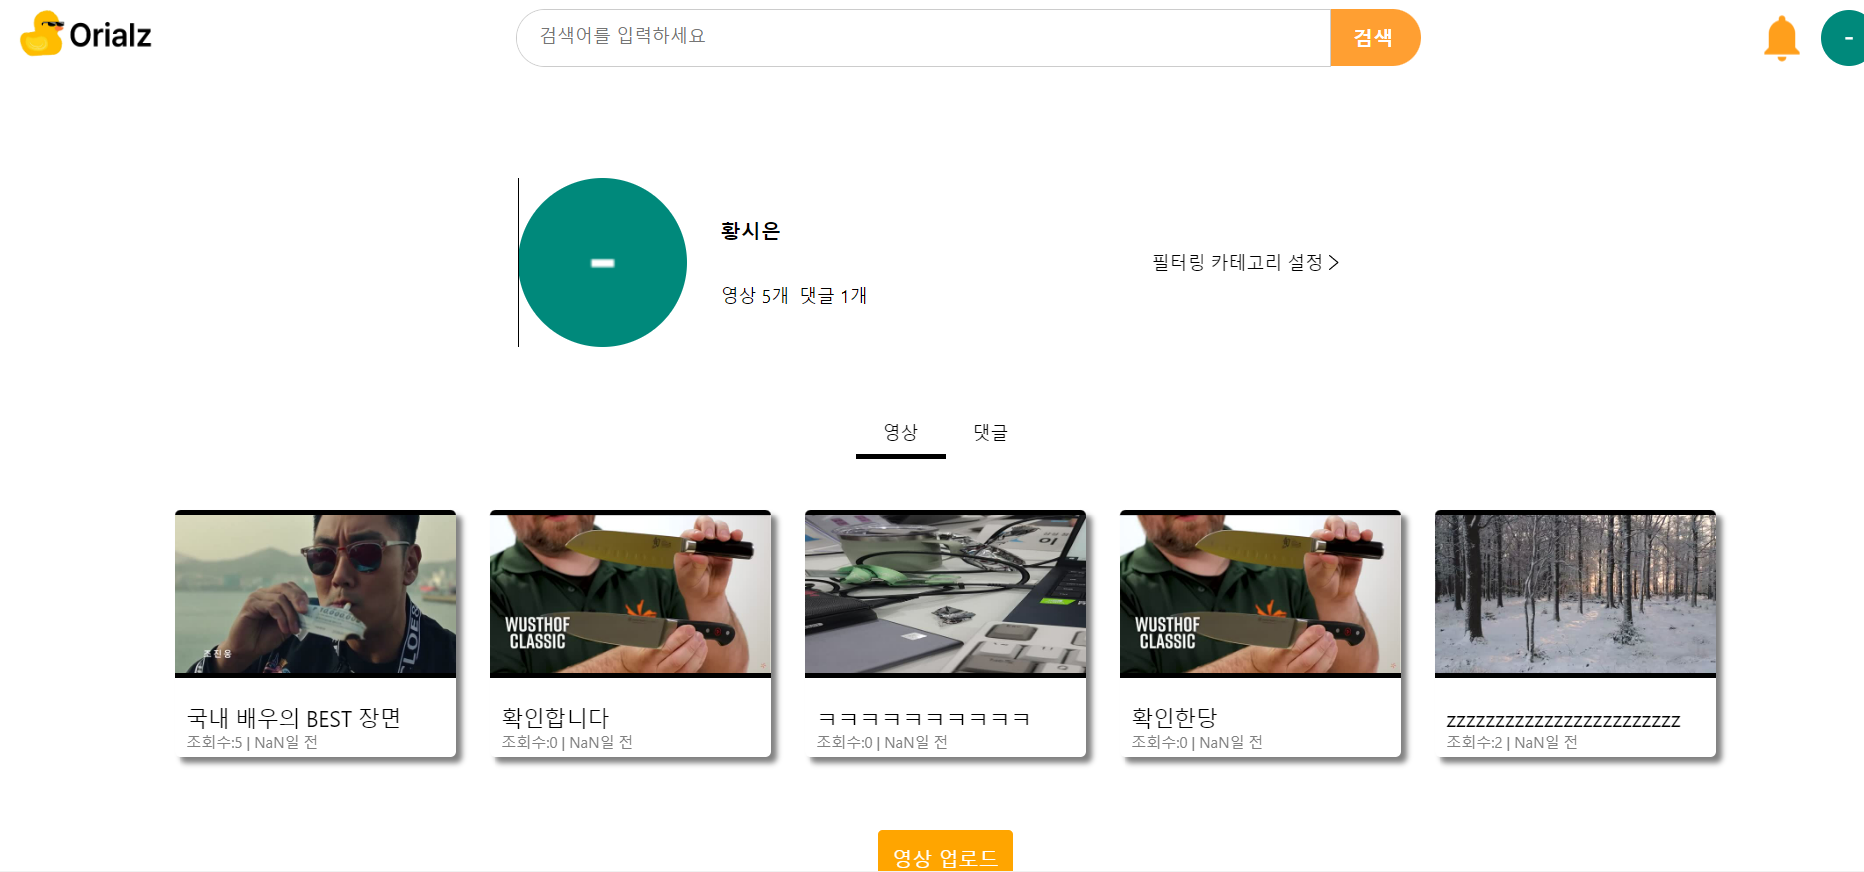 Orialz
검색어를 입력하세요
검색
-
-
황시은
영상 5개 댓글 1개
필터링 카테고리 설정 >
영상
댓글
조진웅
WUSTHOF
CLASSIC
WUSTHOF
CLASSIC
국내 배우의 BEST 장면
조회수:5 | NaN일 전
확인합니다
조회수:0 | NaN일 전
ㅋㅋㅋㅋㅋㅋㅋㅋㅋㅋ
조회수:0 | NaN일 전
확인한당
조회수:0 | NaN일 전
zzzzzzzzzzzzzzzzzzzzzzzz
조회수:2 | NaN일 전
영상 업로드